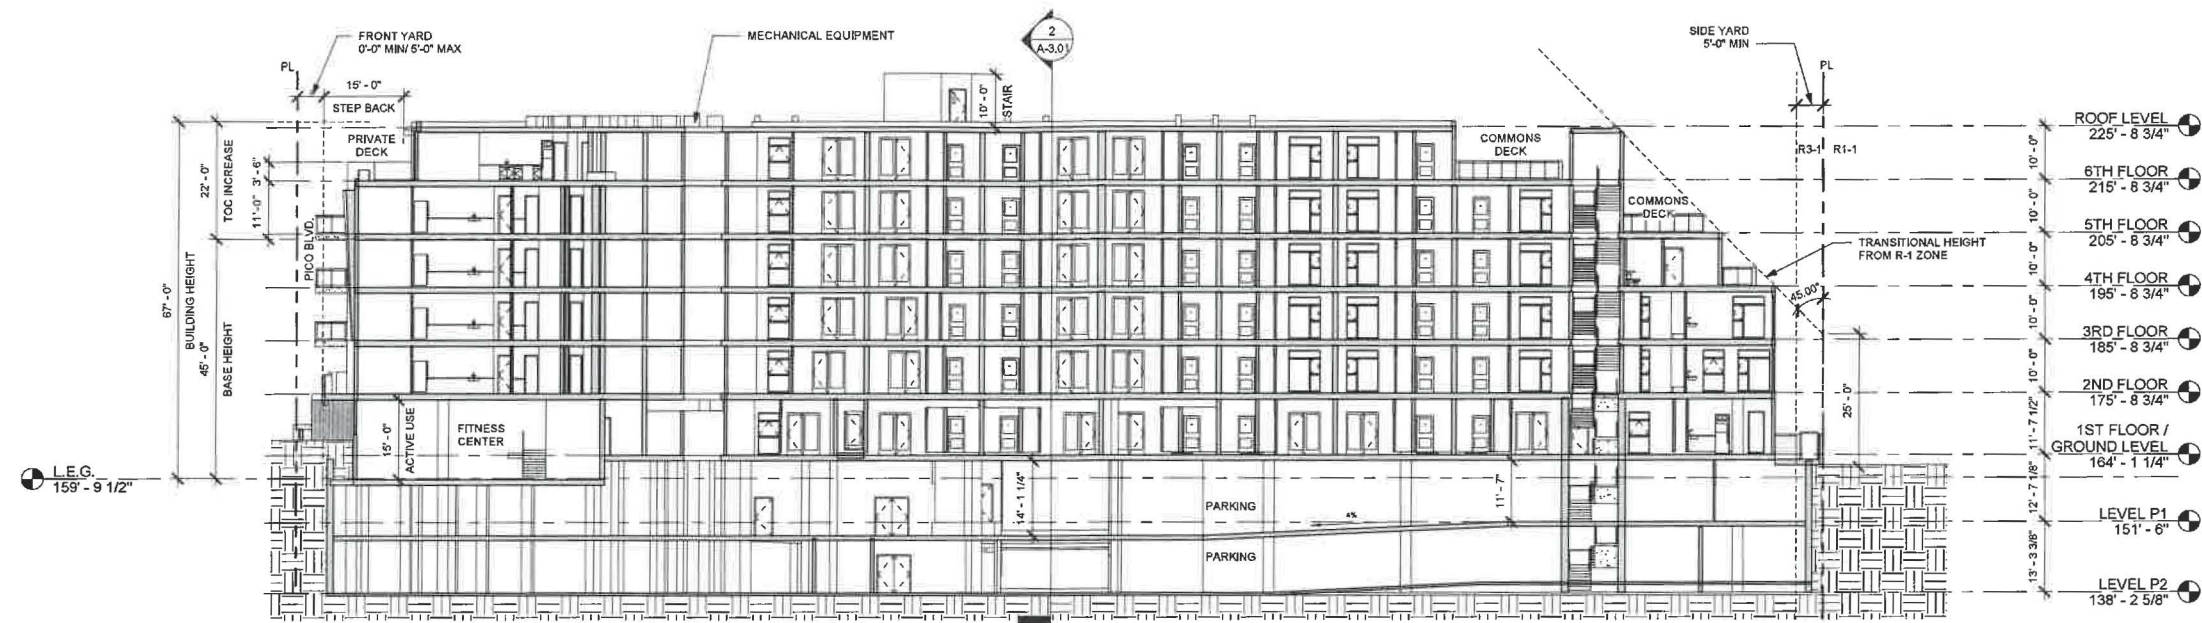 FRONT YARD
0'-0" MIN/ 5'-0" MAX
MECHANICAL EQUIPMENT
2
A-3.01
SIDE YARD
5'-0" MIN
PL
PL
15' - 0"
STEP BACK
PRIVATE
DECK
10' - 0"
STAIR
COMMONS
DECK
R3-1
R1-1
ROOF LEVEL
225' - 8 3/4"
10' - 0"
6TH FLOOR
215' - 8 3/4"
10' - 0"
COMMONS
DECK
5TH FLOOR
205' - 8 3/4"
10' - 0"
TRANSITIONAL HEIGHT
FROM R-1 ZONE
45.00°
4TH FLOOR
195' - 8 3/4"
10' - 0"
3RD FLOOR
185' - 8 3/4"
10' - 0"
2ND FLOOR
175' - 8 3/4"
25' - 0"
11' - 7 1/2"
1ST FLOOR /
GROUND LEVEL
164' - 1 1/4"
12' - 7 1/8"
LEVEL P1
151' - 6"
13' - 3 3/8"
LEVEL P2
138' - 2 5/8"
67' - 0"
BUILDING HEIGHT
22' - 0"
TOC INCREASE
3' - 6"
11'-0"
PICO BLVD.
45' - 0"
BASE HEIGHT
15' - 0"
ACTIVE USE
FITNESS
CENTER
L.E.G.
159' - 9 1/2"
14' - 1 1/4"
PARKING
4%
11' - 7"
PARKING